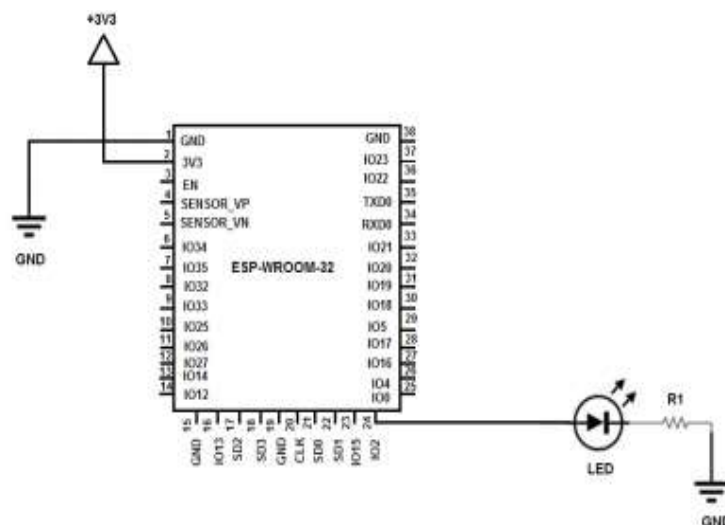 +3V3
GND
1 GND
2 3V3
3 EN
4 SENSOR_VP
5 SENSOR_VN
6 IO34
7 IO35
8 IO32
9 IO33
10 IO25
11 IO26
12 IO27
13 IO14
14 IO12
ESP-WROOM-32
GND 38
IO23 37
IO22 36
TXD0 35
RXD0 34
IO21 33
IO20 32
IO19 31
IO18 30
IO5 29
IO17 28
IO16 27
IO4 26
IO0 25
15 GND
16 IO13
17 SD2
18 SD3
19 GND
20 CLK
21 SD0
22 SD1
23 IO15
24 IO2
LED
R1
GND